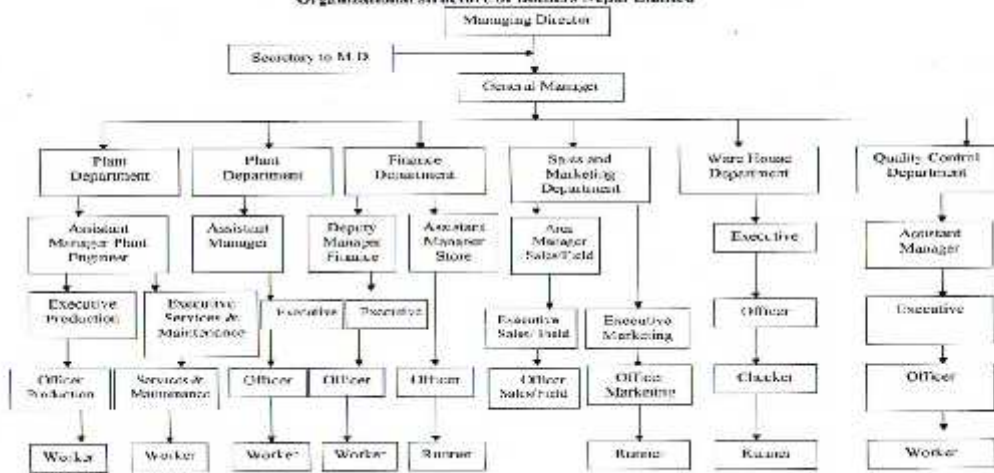 Managing Director
Secretary to M.D.
General Manager
Plant
Department
Plant
Department
Finance
Department
Sales and
Marketing
Department
Ware House
Department
Quality Control
Department
Assistant
Manager Plant
Engineer
Assistant
Manager
Deputy
Manager
Finance
Assistant
Manager
Store
Area
Manager
Sales/Field
Executive
Assistant
Manager
Executive
Production
Executive
Services &
Maintenance
Executive
Executive
Executive
Sales/ Field
Executive
Marketing
Officer
Executive
Officer
Production
Services &
Maintenance
Officer
Officer
Officer
Officer
Sales/Field
Officer
Marketing
Checker
Officer
Worker
Worker
Worker
Worker
Runner
Runner
Runner
Worker